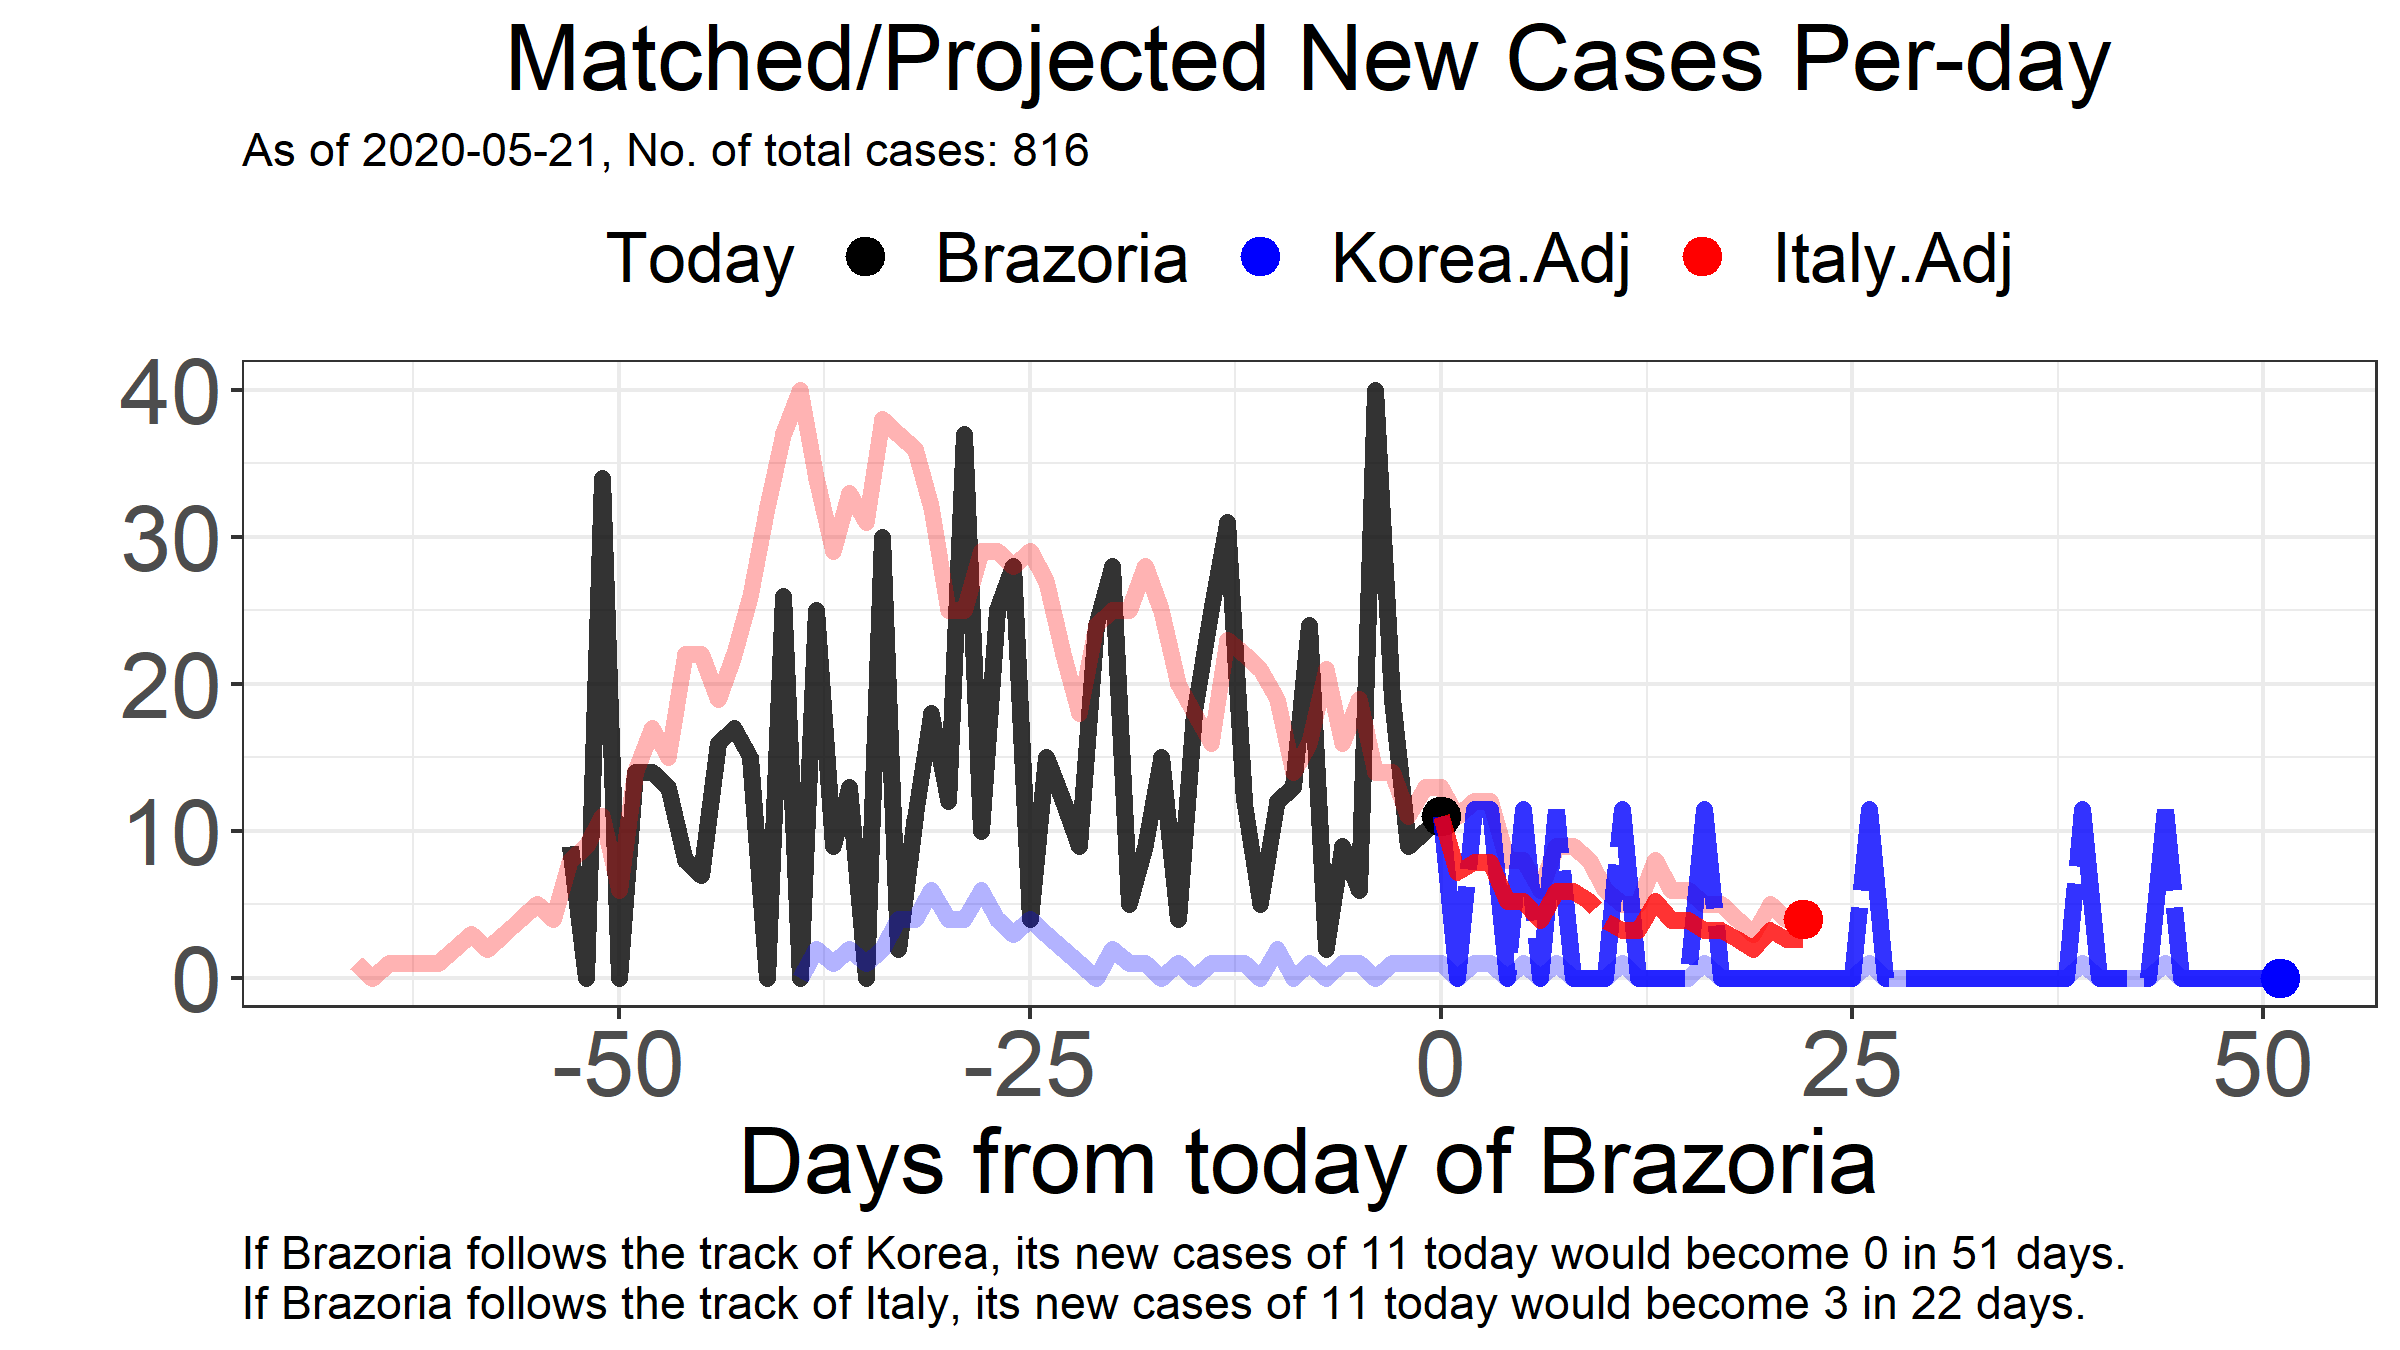 Matched/Projected New Cases Per-day
As of 2020-05-21, No. of total cases: 816
Today Brazoria Korea.Adj Italy.Adj
40
30
20
10
0
-50 -25 0 25 50
Days from today of Brazoria
If Brazoria follows the track of Korea, its new cases of 11 today would become 0 in 51 days.
If Brazoria follows the track of Italy, its new cases of 11 today would become 3 in 22 days.